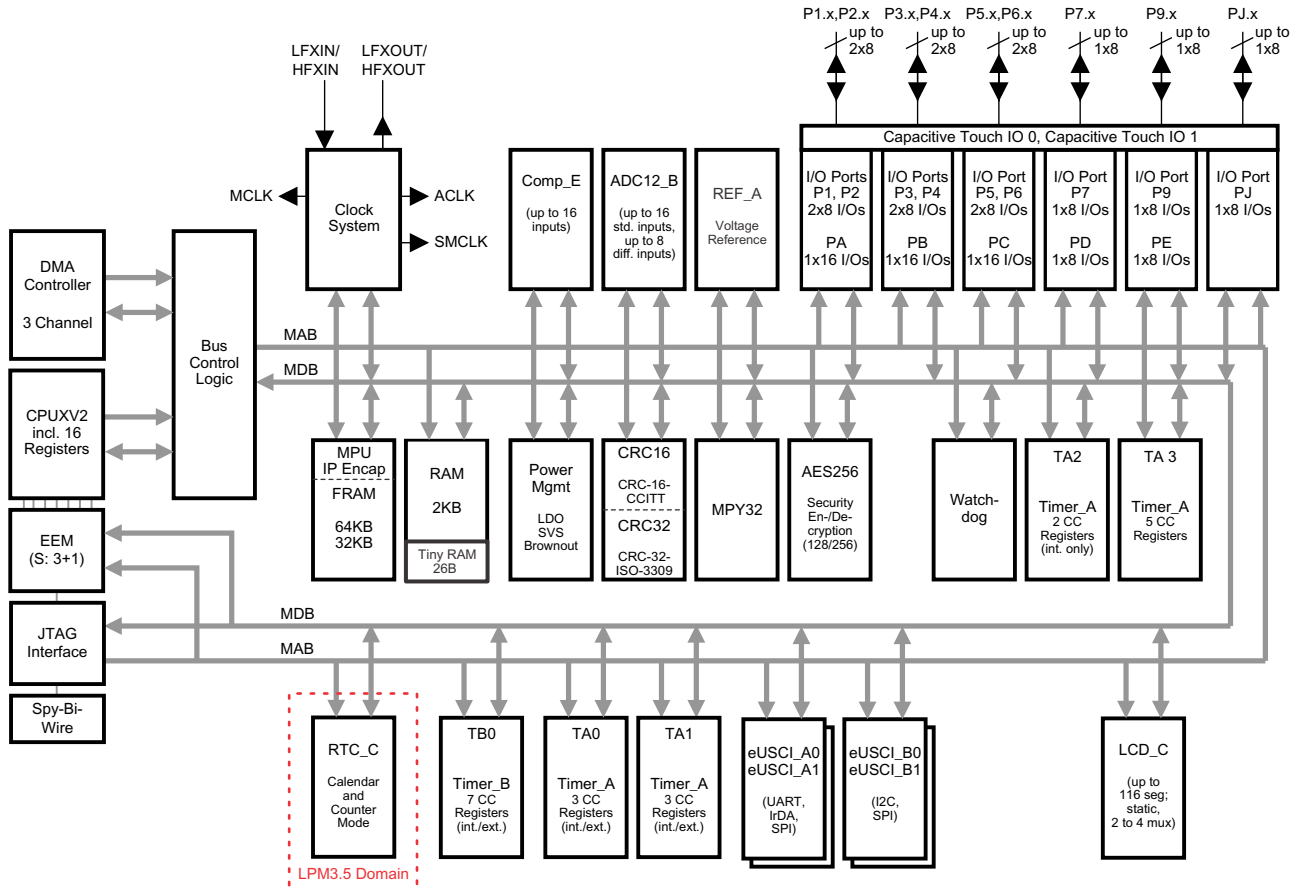 P1.x,P2.x
up to
2x8
P3.x,P4.x
up to
2x8
P5.x,P6.x
up to
2x8
P7.x
up to
1x8
P9.x
up to
1x8
PJ.x
up to
1x8
LFXIN/
HFXIN
LFXOUT/
HFXOUT
Capacitive Touch IO 0, Capacitive Touch IO 1
MCLK
Clock
System
ACLK
SMCLK
Comp_E
(up to 16
inputs)
ADC12_B
(up to 16
std. inputs,
up to 8
diff. inputs)
REF_A
Voltage
Reference
I/O Ports
P1, P2
2x8 I/Os
PA
1x16 I/Os
I/O Ports
P3, P4
2x8 I/Os
PB
1x16 I/Os
I/O Port
P5, P6
2x8 I/Os
PC
1x16 I/Os
I/O Port
P7
1x8 I/Os
PD
1x8 I/Os
I/O Port
P9
1x8 I/Os
PE
1x8 I/Os
I/O Port
PJ
1x8 I/Os
DMA
Controller
3 Channel
Bus
Control
Logic
MAB
MDB
CPUXV2
incl. 16
Registers
MPU
IP Encap
FRAM
64KB
32KB
RAM
2KB
Tiny RAM
26B
Power
Mgmt
LDO
SVS
Brownout
CRC16
CRC-16-
CCITT
CRC32
CRC-32-
ISO-3309
MPY32
AES256
Security
En-/De-
cryption
(128/256)
Watch-
dog
TA2
Timer_A
2 CC
Registers
(int. only)
TA 3
Timer_A
5 CC
Registers
EEM
(S: 3+1)
MDB
JTAG
Interface
MAB
Spy-Bi-
Wire
RTC_C
Calendar
and
Counter
Mode
LPM3.5 Domain
TB0
Timer_B
7 CC
Registers
(int./ext.)
TA0
Timer_A
3 CC
Registers
(int./ext.)
TA1
Timer_A
3 CC
Registers
(int./ext.)
eUSCI_A0
eUSCI_A1
(UART,
IrDA,
SPI)
eUSCI_B0
eUSCI_B1
(I2C,
SPI)
LCD_C
(up to
116 seg;
static,
2 to 4 mux)